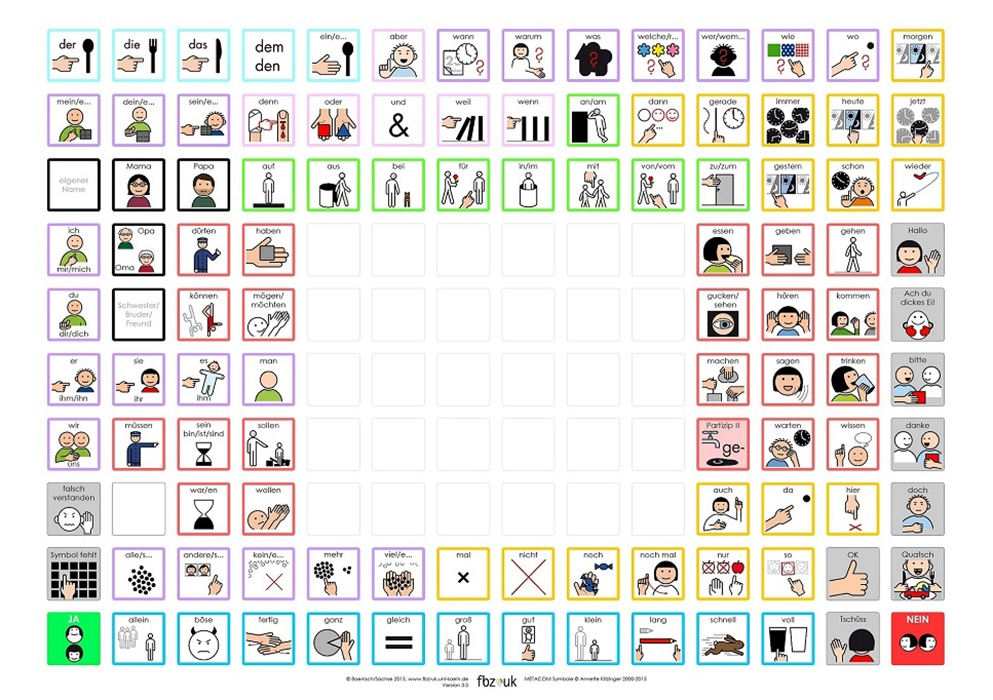 der die das dem den ein/e... aber wann warum was welche/r... wer/wem... wie wo morgen
mein/e... dein/e... sein/e... denn oder und weil wenn an/am dann gerade immer heute jetzt
&
eigener Name Mama Papa auf aus bei für in/im mit von/vom zu/zum gestern schon wieder
ich mir/mich Opa Oma dürfen haben essen geben gehen Hallo
du dir/dich Schwester/ Bruder/ Freund können mögen/ möchten gucken/ sehen hören kommen Ach du dickes Ei!
er ihm/ihn sie ihr es ihm man machen sagen trinken bitte
wir uns müssen sein bin/ist/sind sollen Partizip II ge- warten wissen danke
falsch verstanden war/en wollen auch da hier doch
Symbol fehlt alle/s... andere/s... kein/e... mehr viel/e... mal nicht noch noch mal nur so OK Quatsch
JA allein böse fertig ganz gleich groß gut klein lang schnell voll Tschüss NEIN
© Boenisch/Sachse 2015, www.fbz-uk.uni-koeln.de
Version 3.0
fbz uk
METACOM Symbole © Annette Kitzinger 2000-2015